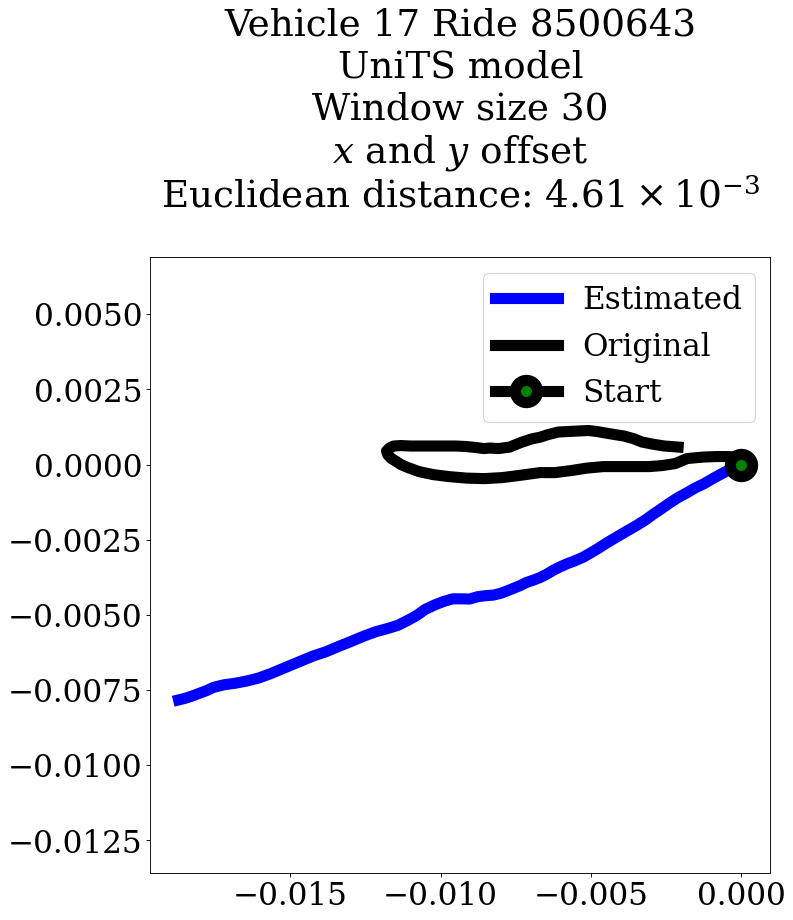 Vehicle 17 Ride 8500643
UniTS model
Window size 30
x and y offset
Euclidean distance: 4.61 × 10⁻³
Estimated
Original
Start
0.0050
0.0025
0.0000
−0.0025
−0.0050
−0.0075
−0.0100
−0.0125
−0.015 −0.010 −0.005 0.000